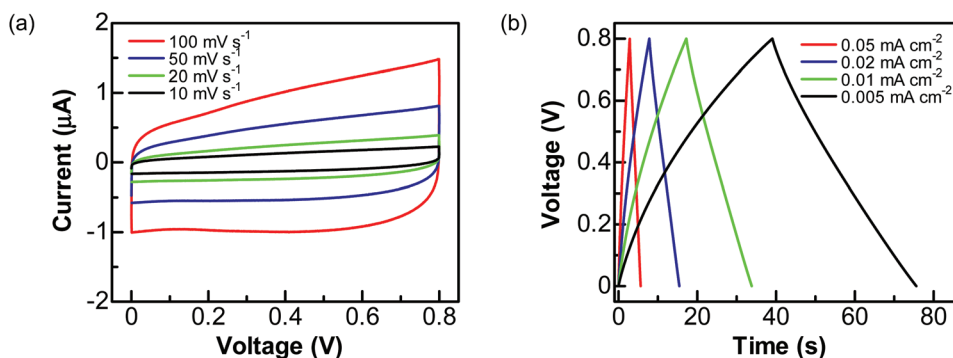 (a)
2
1
0
-1
-2
Current (μA)
100 mV s⁻¹
50 mV s⁻¹
20 mV s⁻¹
10 mV s⁻¹
0 0.2 0.4 0.6 0.8
Voltage (V)
(b)
0.8
0.6
0.4
0.2
0
Voltage (V)
0.05 mA cm⁻²
0.02 mA cm⁻²
0.01 mA cm⁻²
0.005 mA cm⁻²
0 20 40 60 80
Time (s)